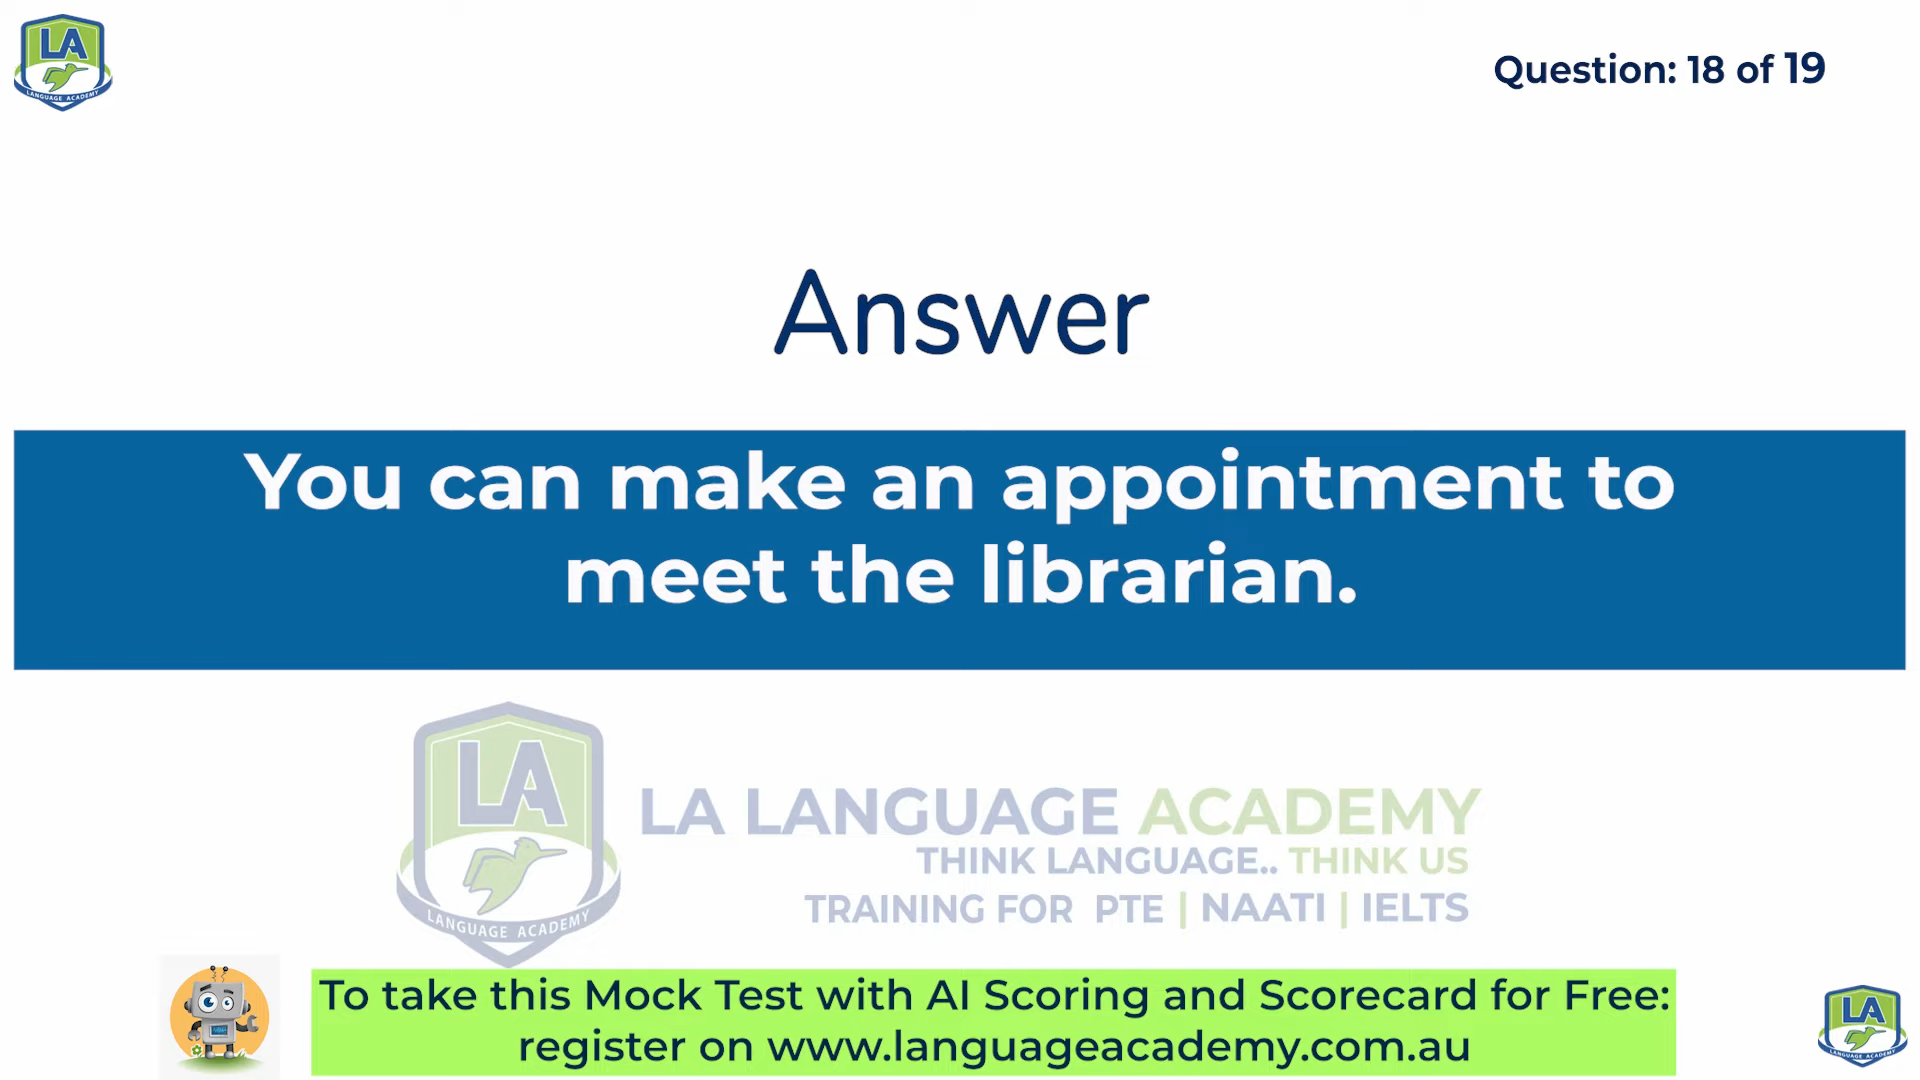 LA
LANGUAGE ACADEMY
Question: 18 of 19
Answer
You can make an appointment to
meet the librarian.
LA
LANGUAGE ACADEMY
LA LANGUAGE ACADEMY
THINK LANGUAGE.. THINK US
TRAINING FOR PTE | NAATI | IELTS
To take this Mock Test with AI Scoring and Scorecard for Free:
register on www.languageacademy.com.au
LA
LANGUAGE ACADEMY